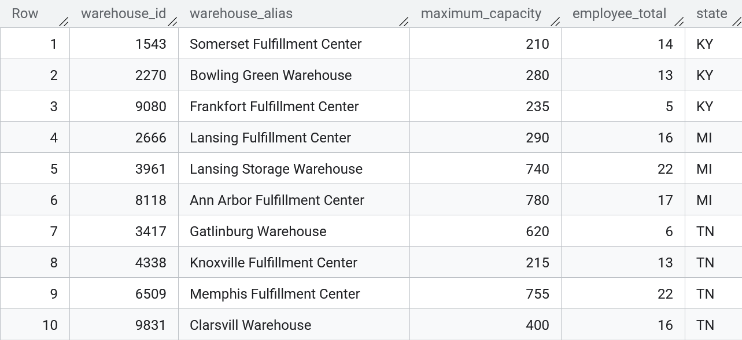 Row warehouse_id warehouse_alias maximum_capacity employee_total state
1 1543 Somerset Fulfillment Center 210 14 KY
2 2270 Bowling Green Warehouse 280 13 KY
3 9080 Frankfort Fulfillment Center 235 5 KY
4 2666 Lansing Fulfillment Center 290 16 MI
5 3961 Lansing Storage Warehouse 740 22 MI
6 8118 Ann Arbor Fulfillment Center 780 17 MI
7 3417 Gatlinburg Warehouse 620 6 TN
8 4338 Knoxville Fulfillment Center 215 13 TN
9 6509 Memphis Fulfillment Center 755 22 TN
10 9831 Clarsvill Warehouse 400 16 TN